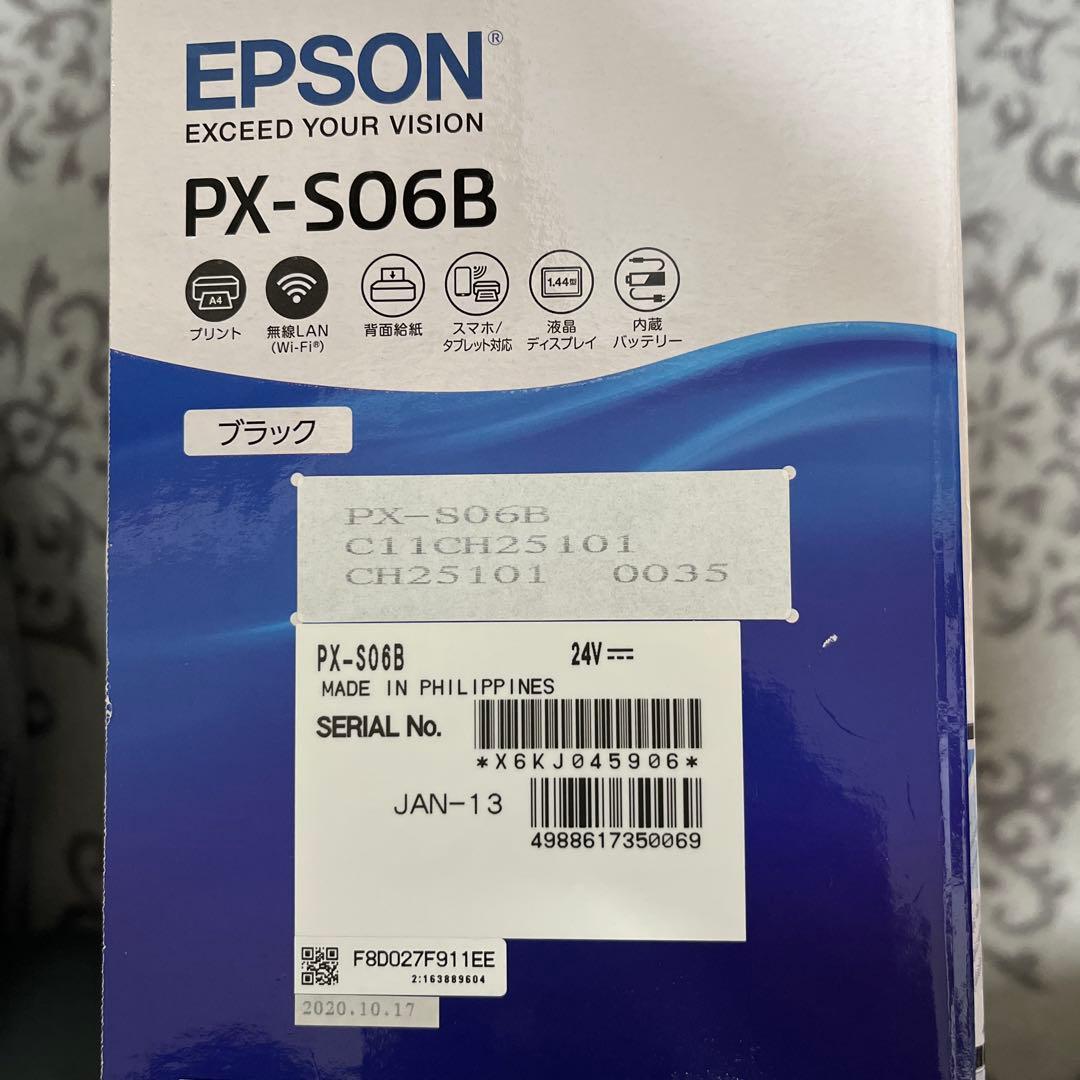 EPSON®
EXCEED YOUR VISION
PX-S06B
A4
1.44型
プリント
無線LAN
(Wi-Fi®)
背面給紙
スマホ/
タブレット対応
液晶
ディスプレイ
内蔵
バッテリー
ブラック
PX-S06B
C11CH25101
CH25101 0035
PX-S06B 24V
MADE IN PHILIPPINES
SERIAL No.
*X6KJ045906*
JAN-13
4988617350069
F8D027F911EE
2:163889604
2020.10.17